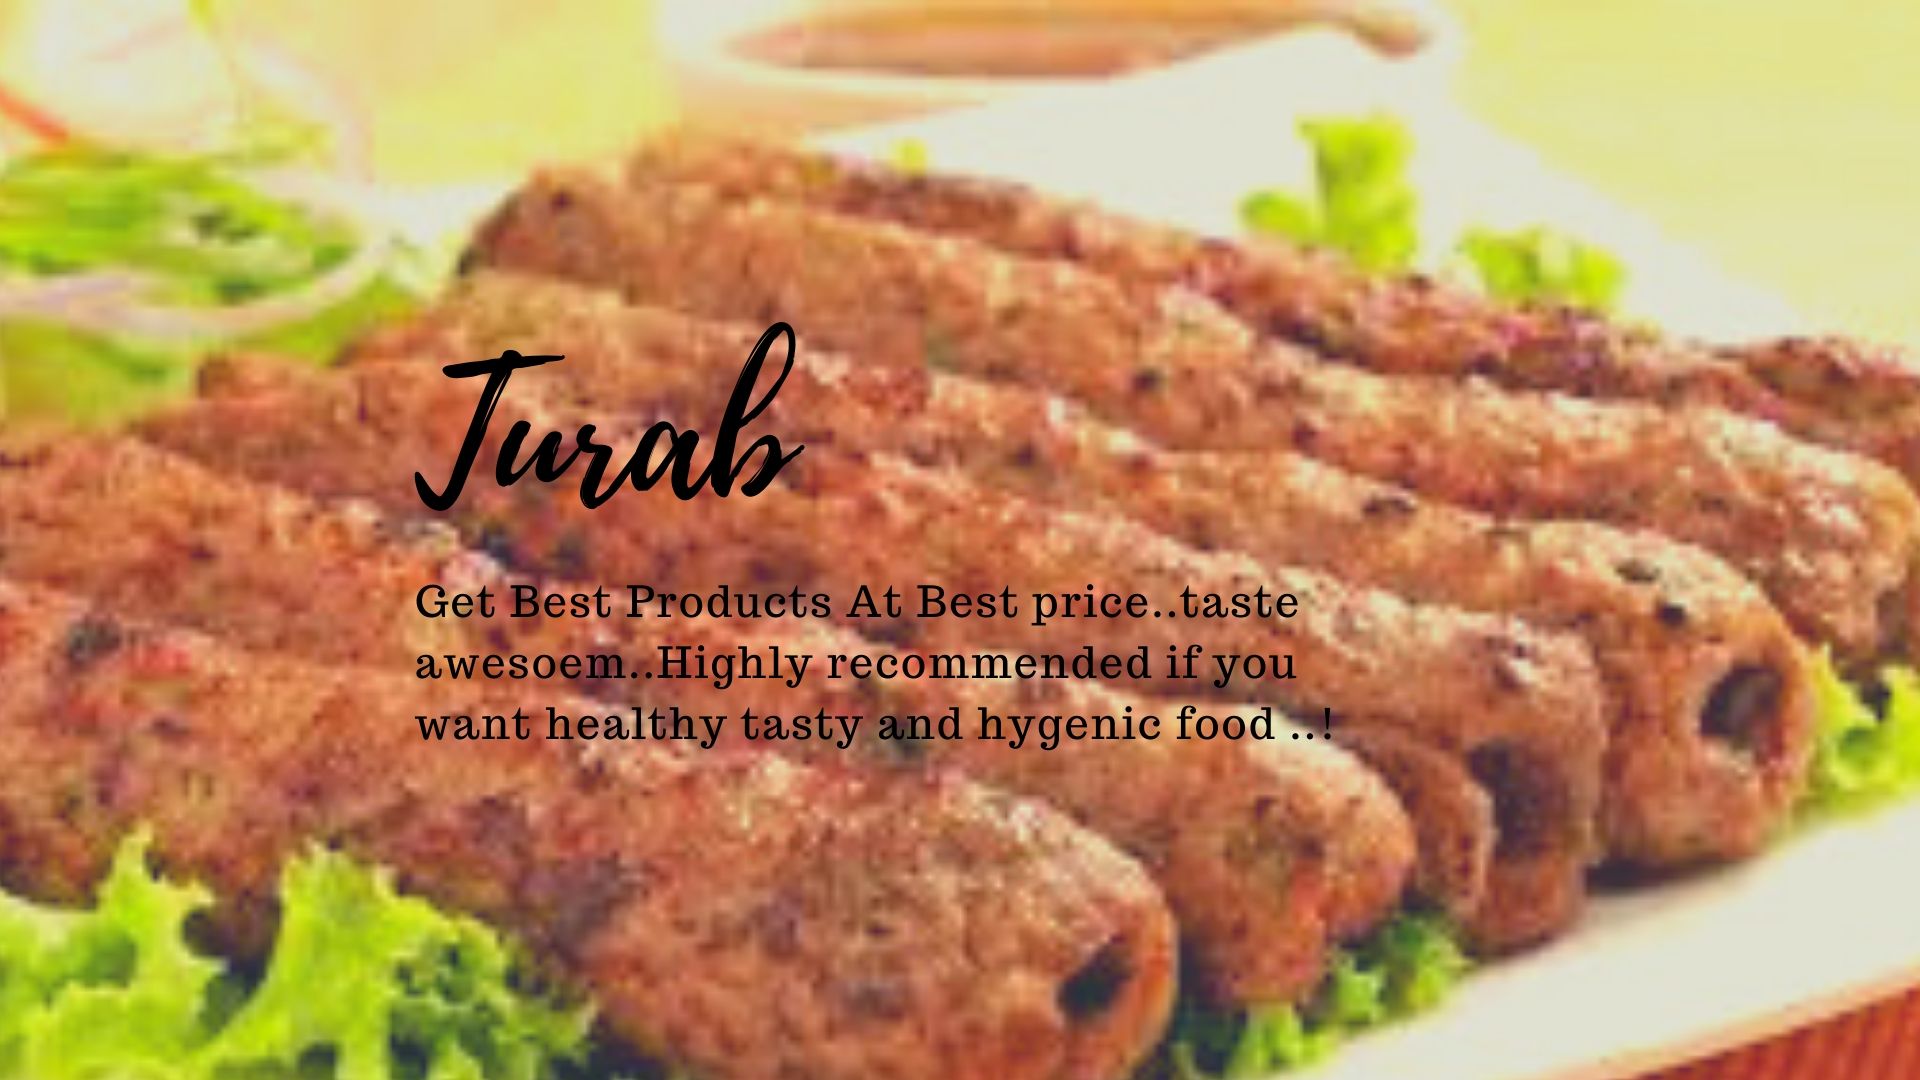 Turab
Get Best Products At Best price..taste
awesoem..Highly recommended if you
want healthy tasty and hygenic food ..!